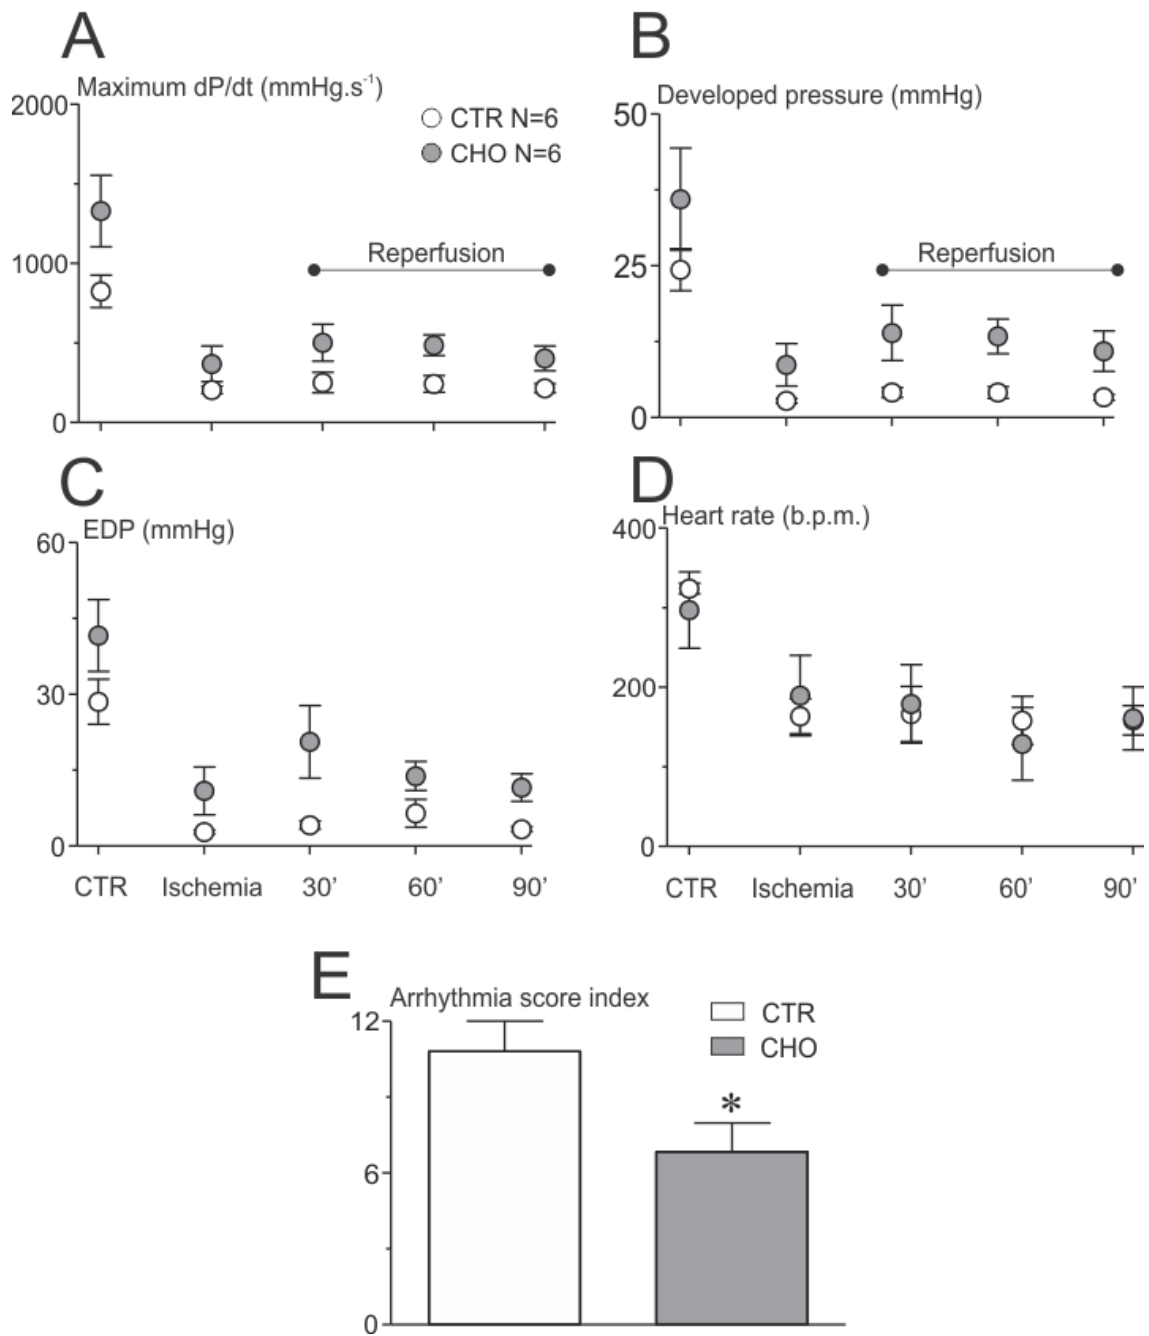 A
Maximum dP/dt (mmHg.s⁻¹)
2000
1000
0
CTR N=6
CHO N=6
Reperfusion
B
Developed pressure (mmHg)
50
25
0
Reperfusion
C
EDP (mmHg)
60
30
0
CTR Ischemia 30’ 60’ 90’
D
Heart rate (b.p.m.)
400
200
0
CTR Ischemia 30’ 60’ 90’
E
Arrhythmia score index
12
6
0
CTR
CHO
*